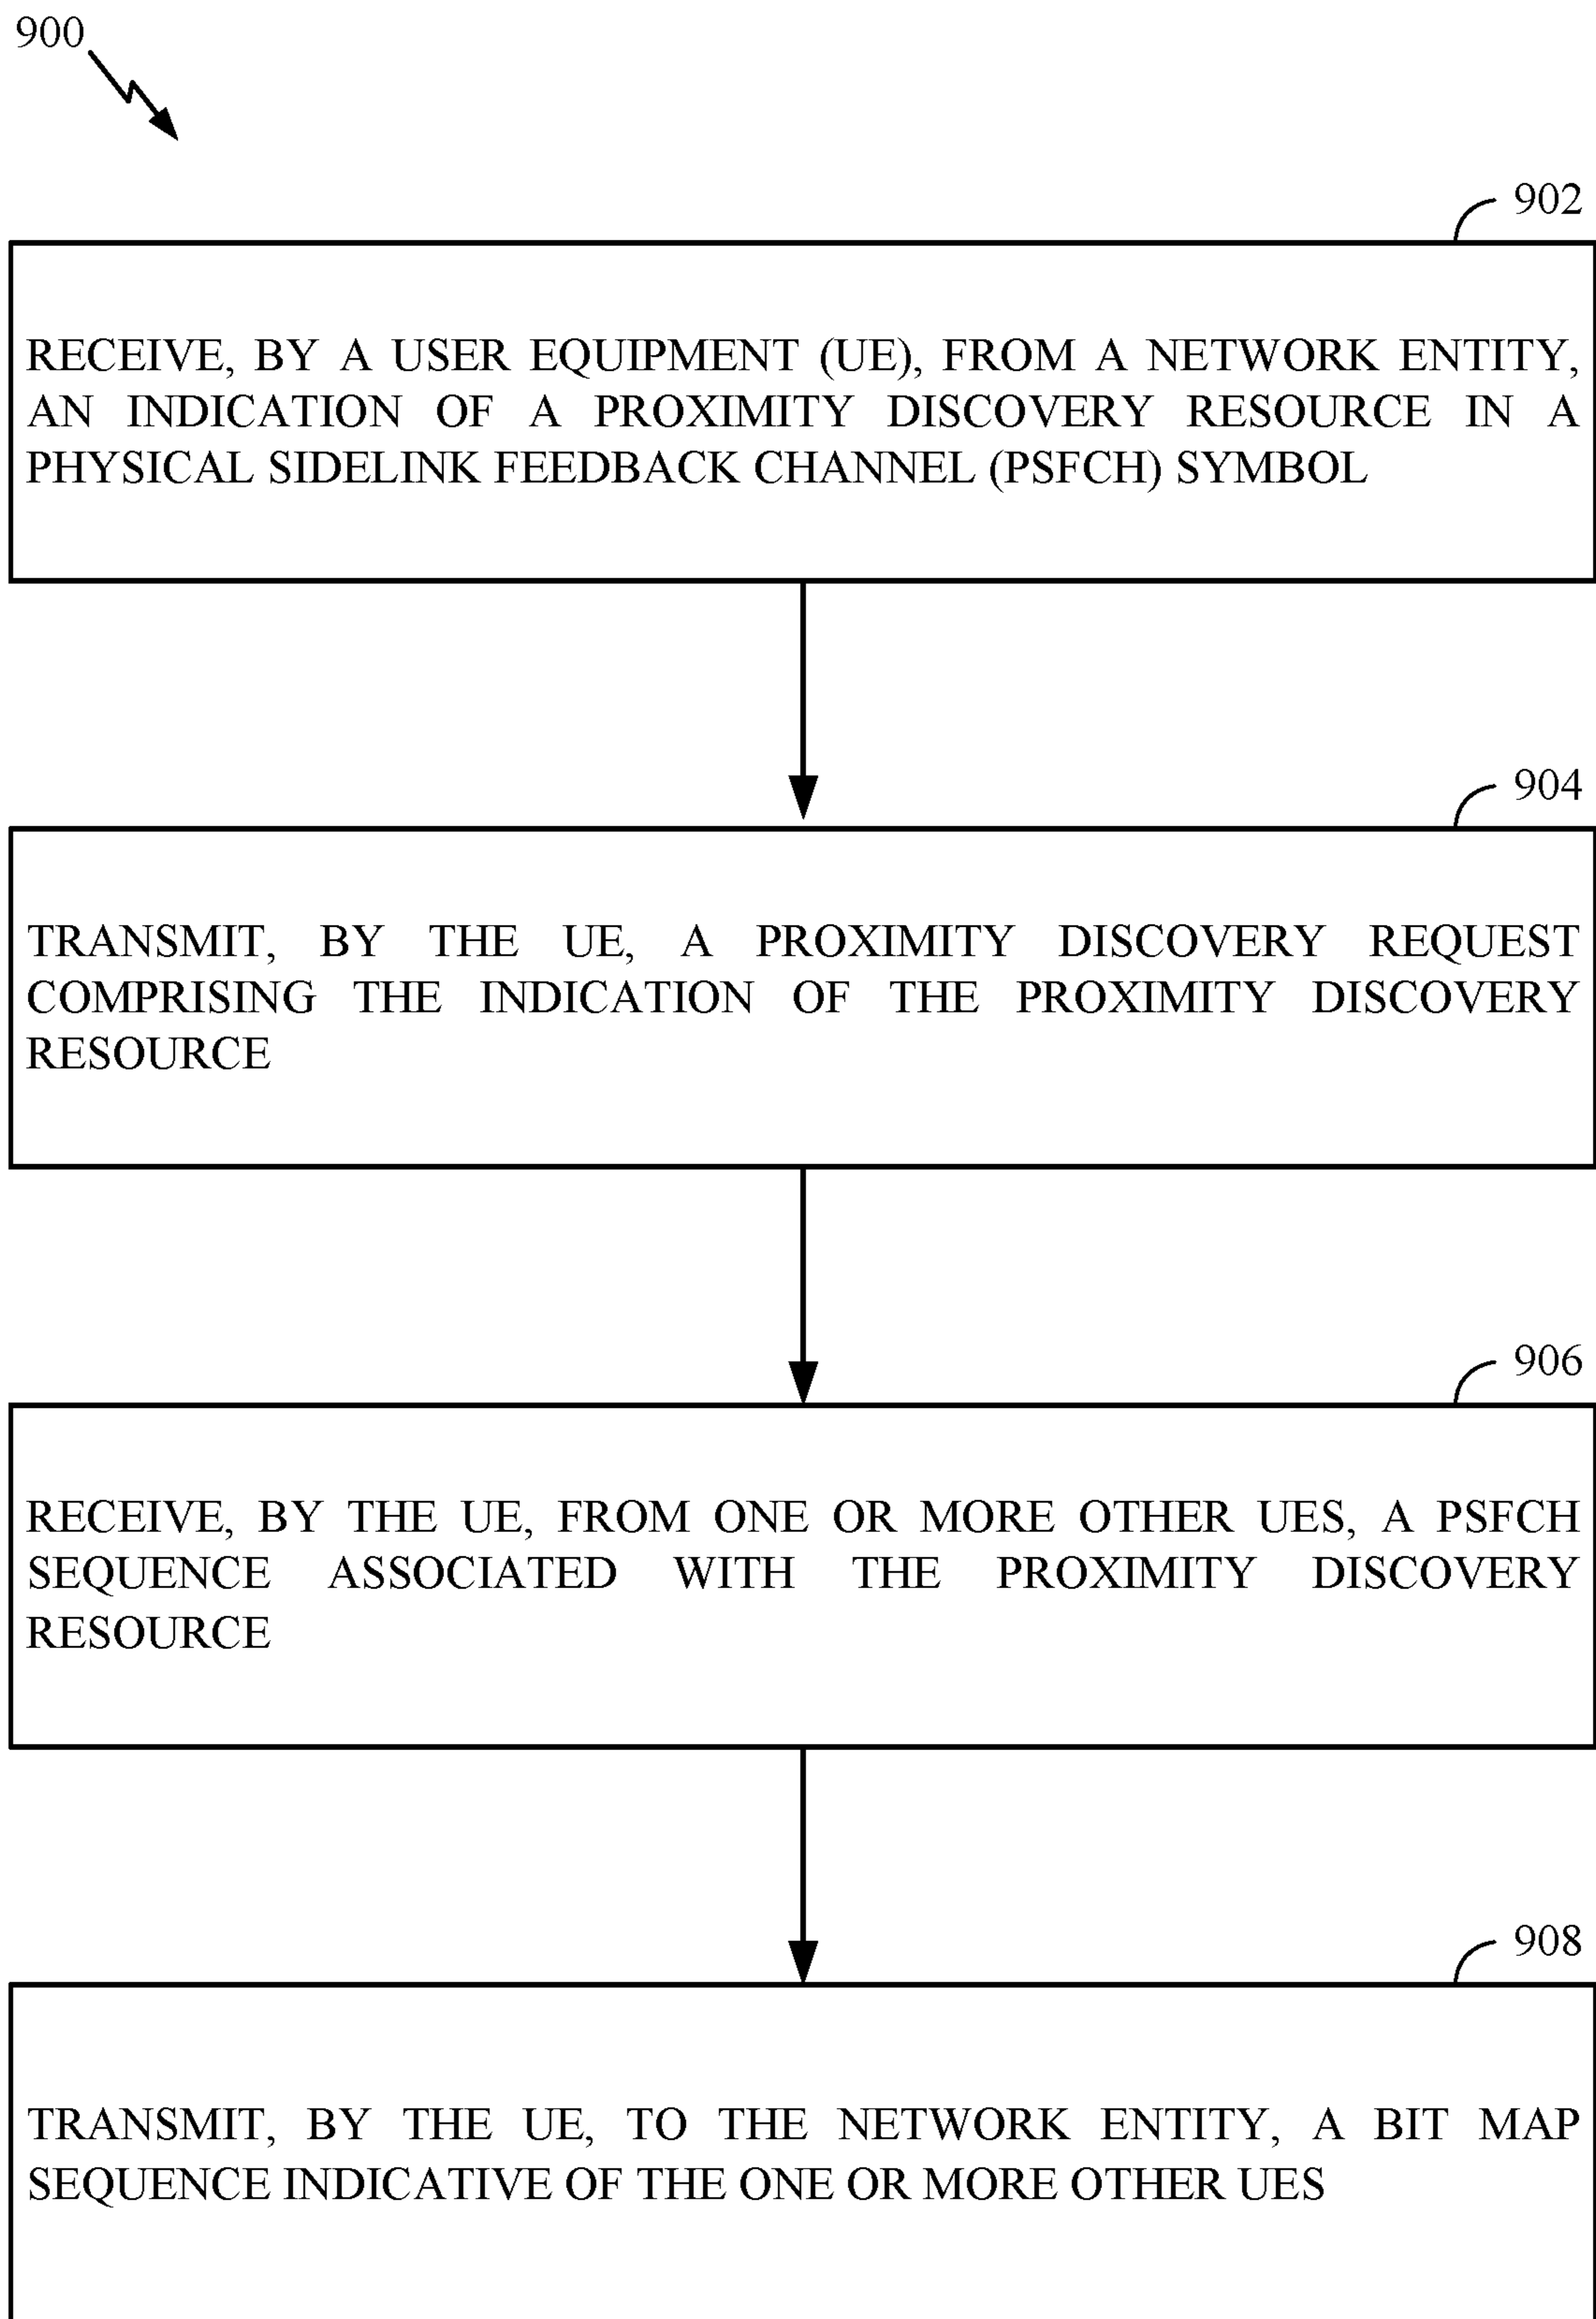 900
902
RECEIVE, BY A USER EQUIPMENT (UE), FROM A NETWORK ENTITY,
AN INDICATION OF A PROXIMITY DISCOVERY RESOURCE IN A
PHYSICAL SIDELINK FEEDBACK CHANNEL (PSFCH) SYMBOL
904
TRANSMIT, BY THE UE, A PROXIMITY DISCOVERY REQUEST
COMPRISING THE INDICATION OF THE PROXIMITY DISCOVERY
RESOURCE
906
RECEIVE, BY THE UE, FROM ONE OR MORE OTHER UES, A PSFCH
SEQUENCE ASSOCIATED WITH THE PROXIMITY DISCOVERY
RESOURCE
908
TRANSMIT, BY THE UE, TO THE NETWORK ENTITY, A BIT MAP
SEQUENCE INDICATIVE OF THE ONE OR MORE OTHER UES